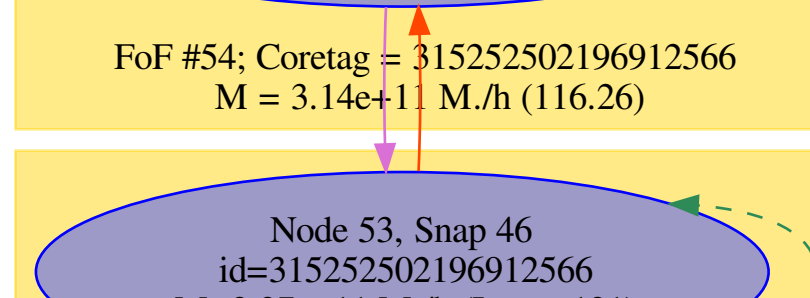 FoF #54; Coretag = 315252502196912566
M = 3.14e+11 M./h (116.26)
Node 53, Snap 46
id=315252502196912566